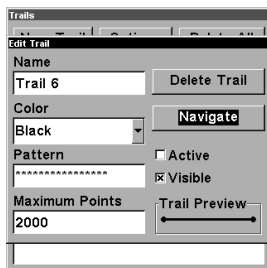 Trails
Edit Trail
Name
Trail 6
Delete Trail
Color
Black
Navigate
Pattern
***************
Active
Visible
Maximum Points
2000
Trail Preview